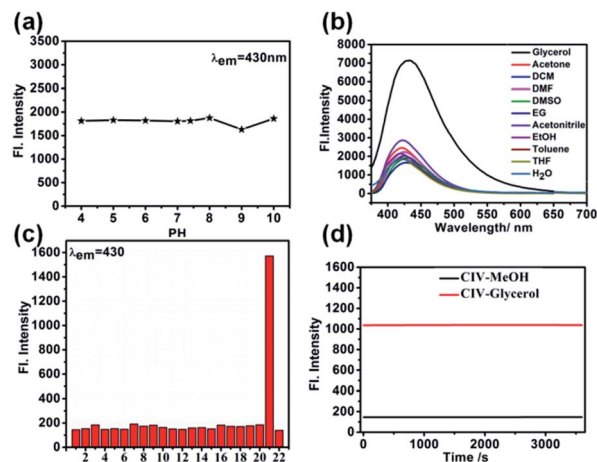 (a)
λem=430nm
Fl. Intensity
3500
3000
2500
2000
1500
1000
500
0
4 5 6 7 8 9 10
PH
(b)
Fl. Intensity
8000
7000
6000
5000
4000
3000
2000
1000
0
400 450 500 550 600 650 700
Wavelength/ nm
Glycerol
Acetone
DCM
DMF
DMSO
EG
Acetonitrile
EtOH
Toluene
THF
H2O
(c)
λem=430
Fl. Intensity
1600
1400
1200
1000
800
600
400
200
0
2 4 6 8 10 12 14 16 18 20 22
(d)
Fl. Intensity
1600
1400
1200
1000
800
600
400
200
0
0 1000 2000 3000
Time /s
CIV-MeOH
CIV-Glycerol